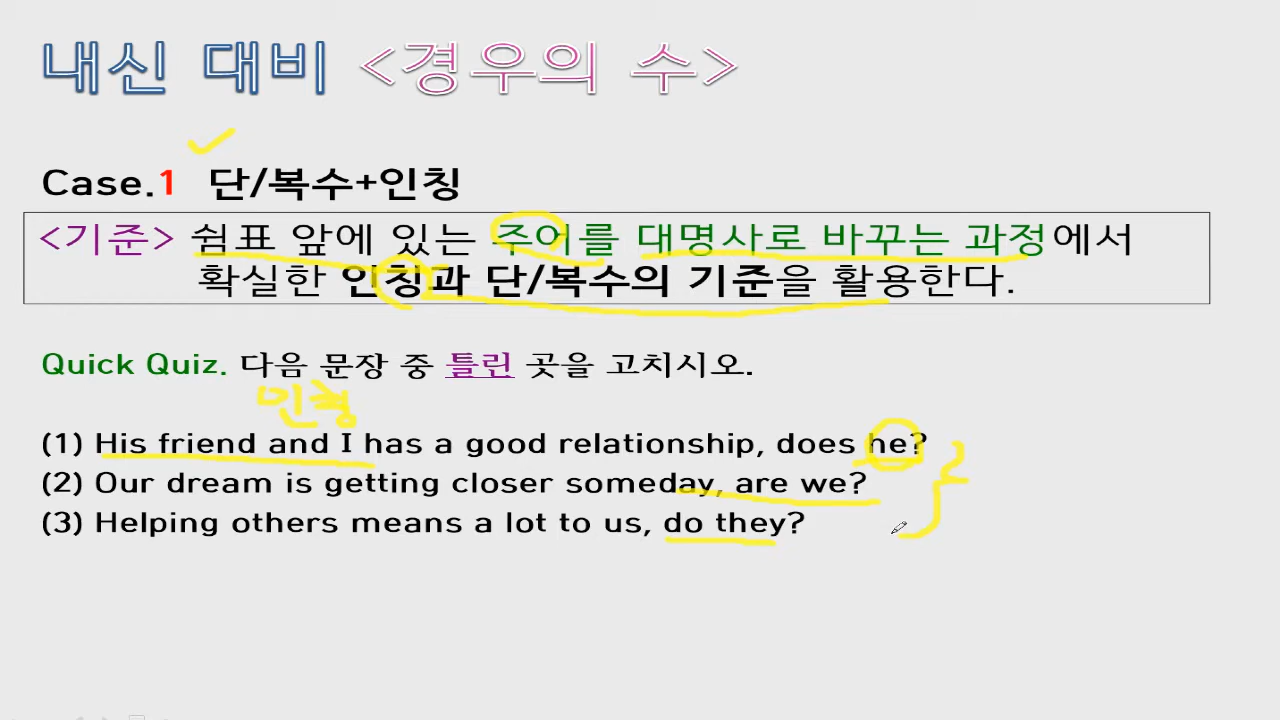 내신 대비 <경우의 수>
Case.1 단/복수+인칭
<기준> 쉼표 앞에 있는 주어를 대명사로 바꾸는 과정에서
확실한 인칭과 단/복수의 기준을 활용한다.
Quick Quiz. 다음 문장 중 틀린 곳을 고치시오.
인칭
(1) His friend and I has a good relationship, does he?
(2) Our dream is getting closer someday, are we?
(3) Helping others means a lot to us, do they?